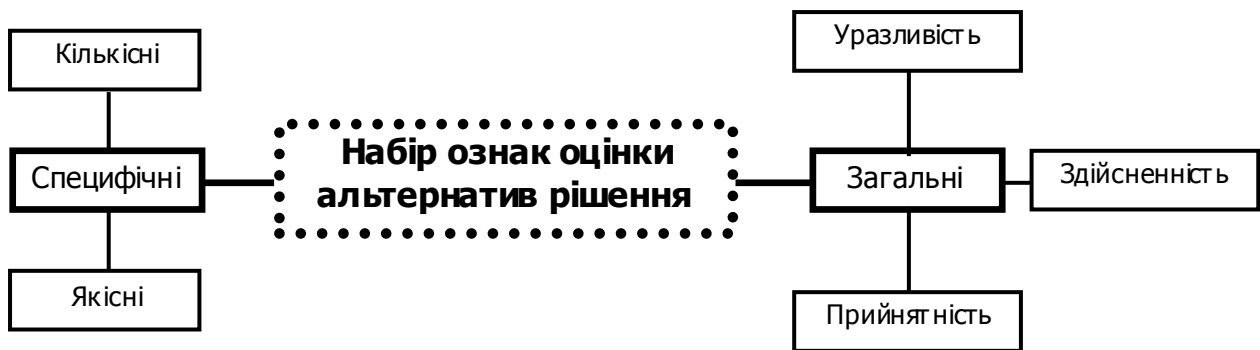 Кількісні
Уразливість
Набір ознак оцінки
альтернатив рішення
Специфічні
Загальні
Здійсненність
Якісні
Прийнятність